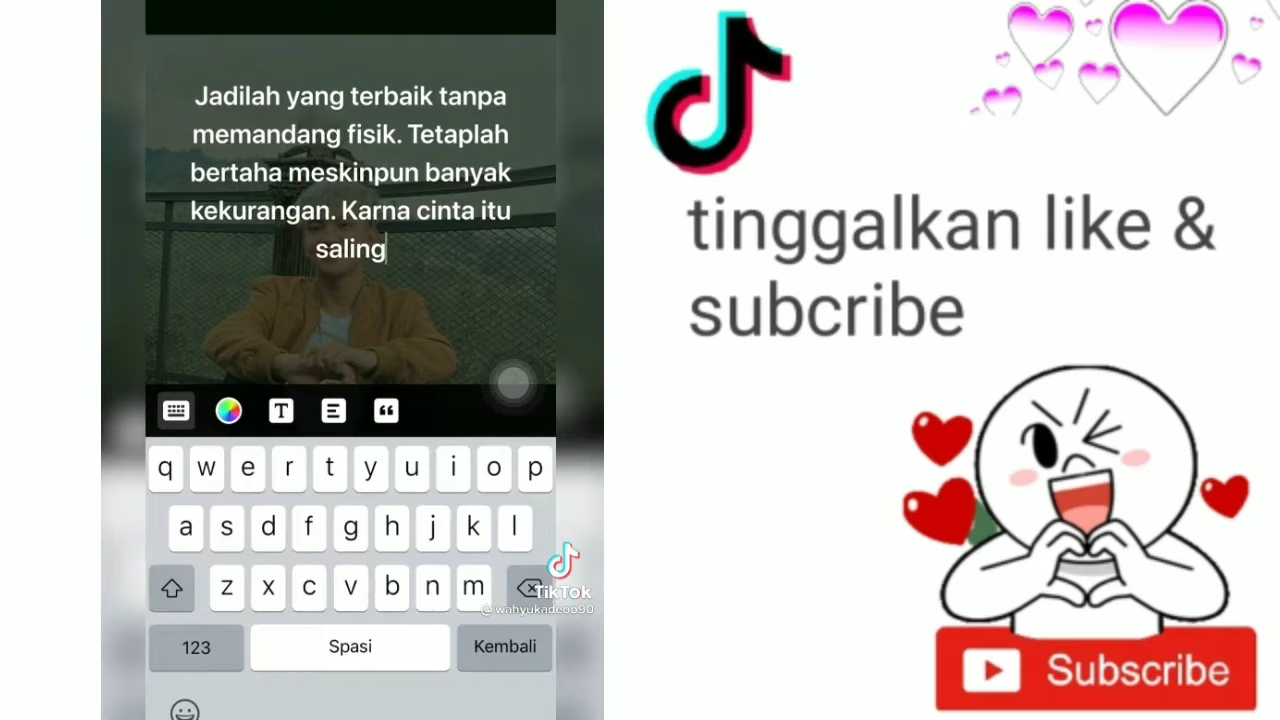 Jadilah yang terbaik tanpa
memandang fisik. Tetaplah
bertaha meskinpun banyak
kekurangan. Karna cinta itu
saling
T
q w e r t y u i o p
a s d f g h j k l
z x c v b n m
123 Spasi Kembali
TikTok
@wahyukadeoo90
tinggalkan like &
subcribe
Subscribe